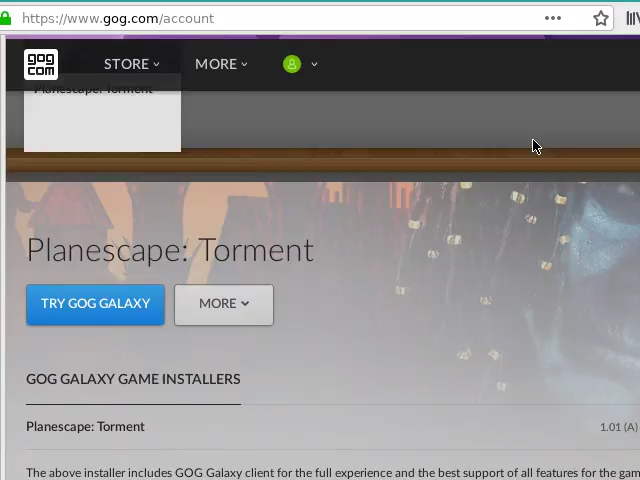 https://www.gog.com/account
gog
com
STORE
MORE
Planescape: Torment
Planescape: Torment
TRY GOG GALAXY
MORE
GOG GALAXY GAME INSTALLERS
Planescape: Torment
1.01 (A)
The above installer includes GOG Galaxy client for the full experience and the best support of all features for the gam